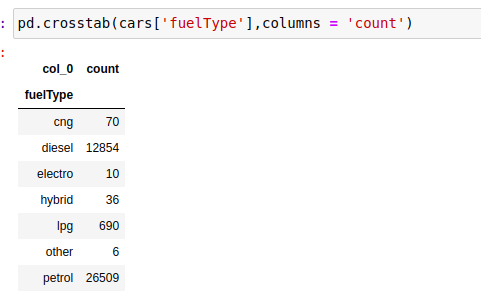 : pd.crosstab(cars['fuelType'],columns = 'count')
:
col_0 count
fuelType
cng 70
diesel 12854
electro 10
hybrid 36
lpg 690
other 6
petrol 26509